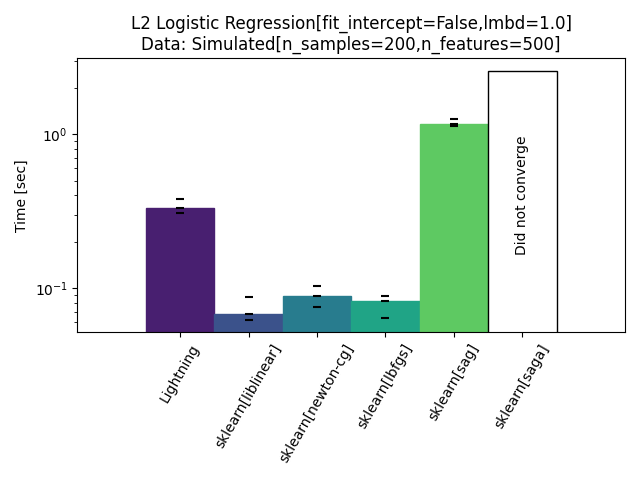 L2 Logistic Regression[fit_intercept=False,lmbd=1.0]
Data: Simulated[n_samples=200,n_features=500]
Time [sec]
10⁰
10⁻¹
Did not converge
Lightning
sklearn[liblinear]
sklearn[newton-cg]
sklearn[lbfgs]
sklearn[sag]
sklearn[saga]